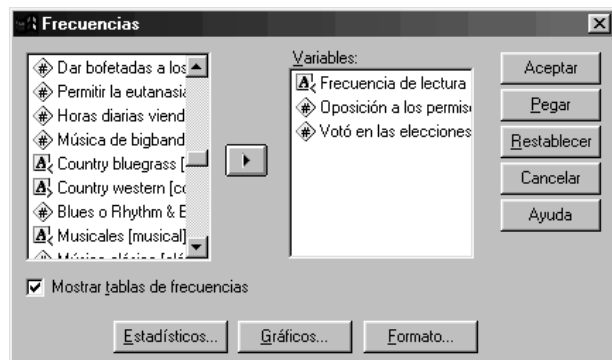 Frecuencias
Dar bofetadas a los
Permitir la eutanasia
Horas diarias viend
Música de bigband
Country bluegrass [
Country western [co
Blues o Rhythm & B
Musicales [musical]
Variables:
Frecuencia de lectura
Oposición a los permis
Votó en las elecciones
Aceptar
Pegar
Restablecer
Cancelar
Ayuda
Mostrar tablas de frecuencias
Estadísticos...
Gráficos...
Formato...